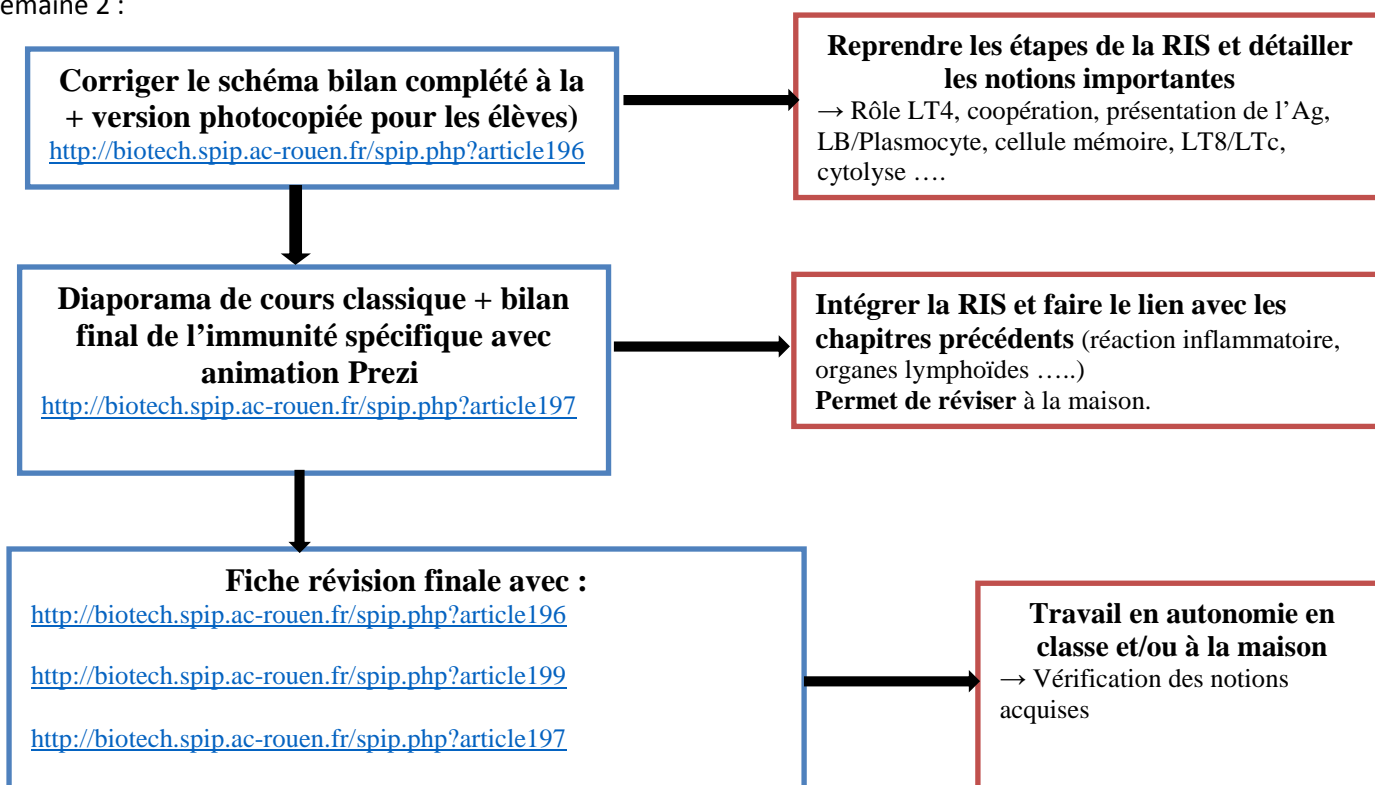 emaine 2 :
Corriger le schéma bilan complété à la
+ version photocopiée pour les élèves)
http://biotech.spip.ac-rouen.fr/spip.php?article196
Reprendre les étapes de la RIS et détailler
les notions importantes
→ Rôle LT4, coopération, présentation de l’Ag,
LB/Plasmocyte, cellule mémoire, LT8/LTc,
cytolyse ….
Diaporama de cours classique + bilan
final de l’immunité spécifique avec
animation Prezi
http://biotech.spip.ac-rouen.fr/spip.php?article197
Intégrer la RIS et faire le lien avec les
chapitres précédents (réaction inflammatoire,
organes lymphoïdes …..)
Permet de réviser à la maison.
Fiche révision finale avec :
http://biotech.spip.ac-rouen.fr/spip.php?article196
http://biotech.spip.ac-rouen.fr/spip.php?article199
http://biotech.spip.ac-rouen.fr/spip.php?article197
Travail en autonomie en
classe et/ou à la maison
→ Vérification des notions
acquises